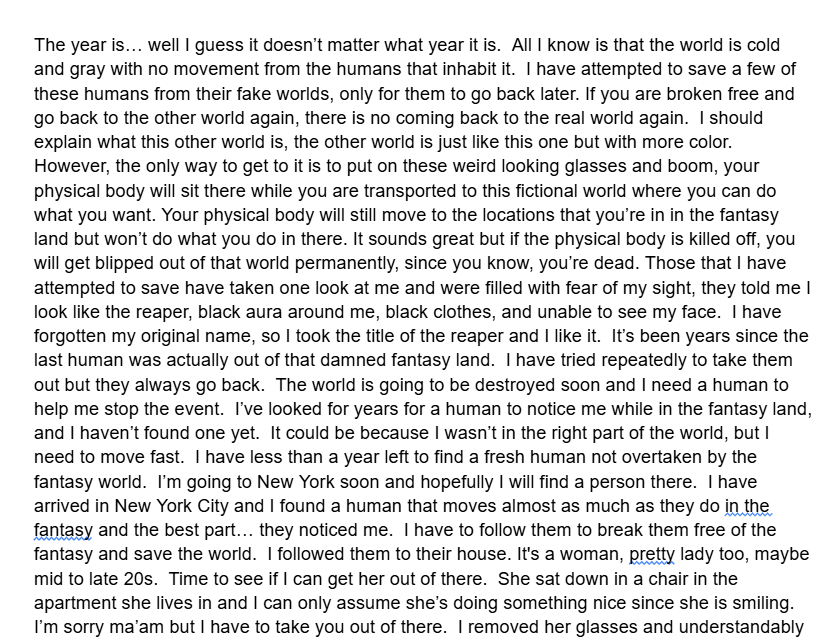 The year is… well I guess it doesn’t matter what year it is.  All I know is that the world is cold
and gray with no movement from the humans that inhabit it.  I have attempted to save a few of
these humans from their fake worlds, only for them to go back later. If you are broken free and
go back to the other world again, there is no coming back to the real world again.  I should
explain what this other world is, the other world is just like this one but with more color.
However, the only way to get to it is to put on these weird looking glasses and boom, your
physical body will sit there while you are transported to this fictional world where you can do
what you want. Your physical body will still move to the locations that you’re in in the fantasy
land but won’t do what you do in there. It sounds great but if the physical body is killed off, you
will get blipped out of that world permanently, since you know, you’re dead. Those that I have
attempted to save have taken one look at me and were filled with fear of my sight, they told me I
look like the reaper, black aura around me, black clothes, and unable to see my face.  I have
forgotten my original name, so I took the title of the reaper and I like it.  It’s been years since the
last human was actually out of that damned fantasy land.  I have tried repeatedly to take them
out but they always go back.  The world is going to be destroyed soon and I need a human to
help me stop the event.  I’ve looked for years for a human to notice me while in the fantasy land,
and I haven’t found one yet.  It could be because I wasn’t in the right part of the world, but I
need to move fast.  I have less than a year left to find a fresh human not overtaken by the
fantasy world.  I’m going to New York soon and hopefully I will find a person there.  I have
arrived in New York City and I found a human that moves almost as much as they do in the
fantasy and the best part… they noticed me.  I have to follow them to break them free of the
fantasy and save the world.  I followed them to their house. It's a woman, pretty lady too, maybe
mid to late 20s.  Time to see if I can get her out of there.  She sat down in a chair in the
apartment she lives in and I can only assume she’s doing something nice since she is smiling.
I’m sorry ma’am but I have to take you out of there.  I removed her glasses and understandably